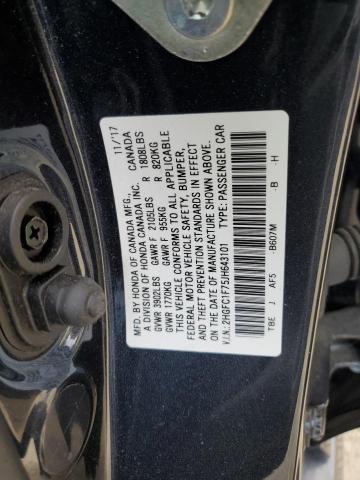 11/17
MFD. BY HONDA OF CANADA MFG., CANADA
A DIVISION OF HONDA CANADA INC.
GVWR 3902LBS GAWR F 2105LBS R 1808LBS
GVWR 1770KG GAWR F 955KG R 820KG
THIS VEHICLE CONFORMS TO ALL APPLICABLE
FEDERAL MOTOR VEHICLE SAFETY, BUMPER,
AND THEFT PREVENTION STANDARDS IN EFFECT
ON THE DATE OF MANUFACTURE SHOWN ABOVE.
V.I.N.:2HGFC1F75JH643101 TYPE: PASSENGER CAR
TBE J AF5 -B607M -B -H